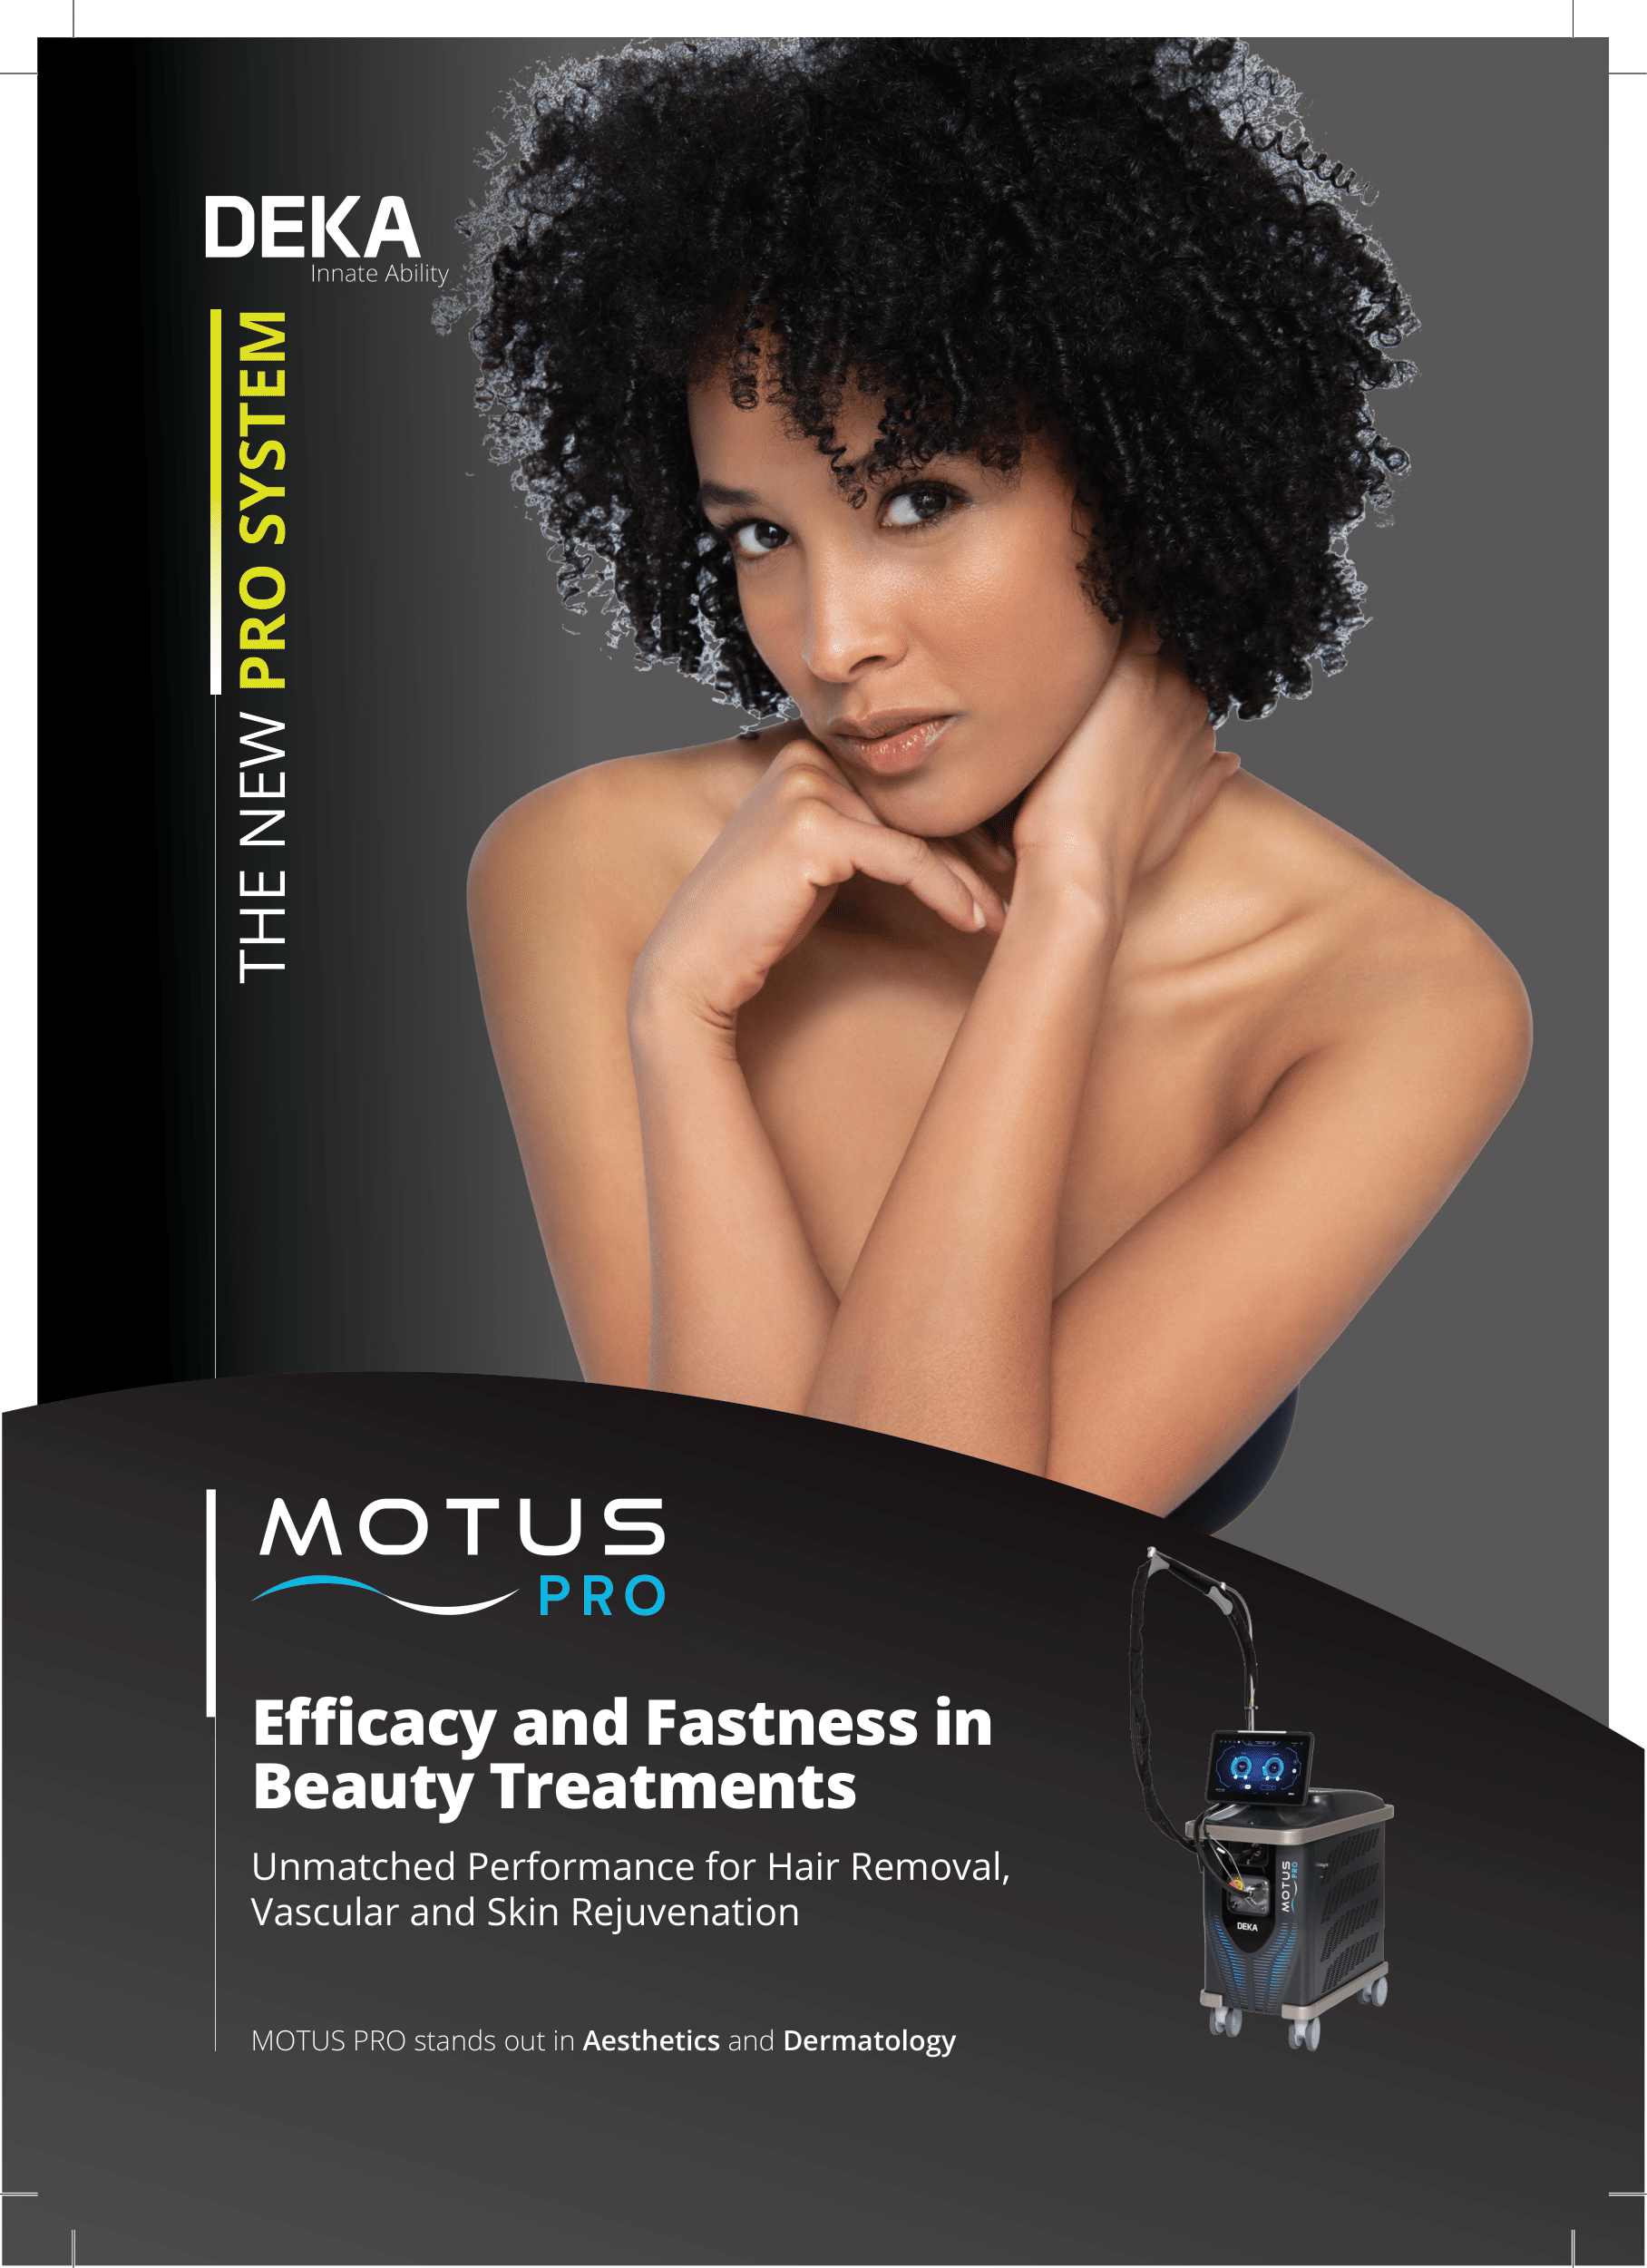 DEKA
Innate Ability
THE NEW PRO SYSTEM
MOTUS
PRO
Efficacy and Fastness in
Beauty Treatments
Unmatched Performance for Hair Removal,
Vascular and Skin Rejuvenation
MOTUS PRO stands out in Aesthetics and Dermatology
MOTUS
PRO
DEKA